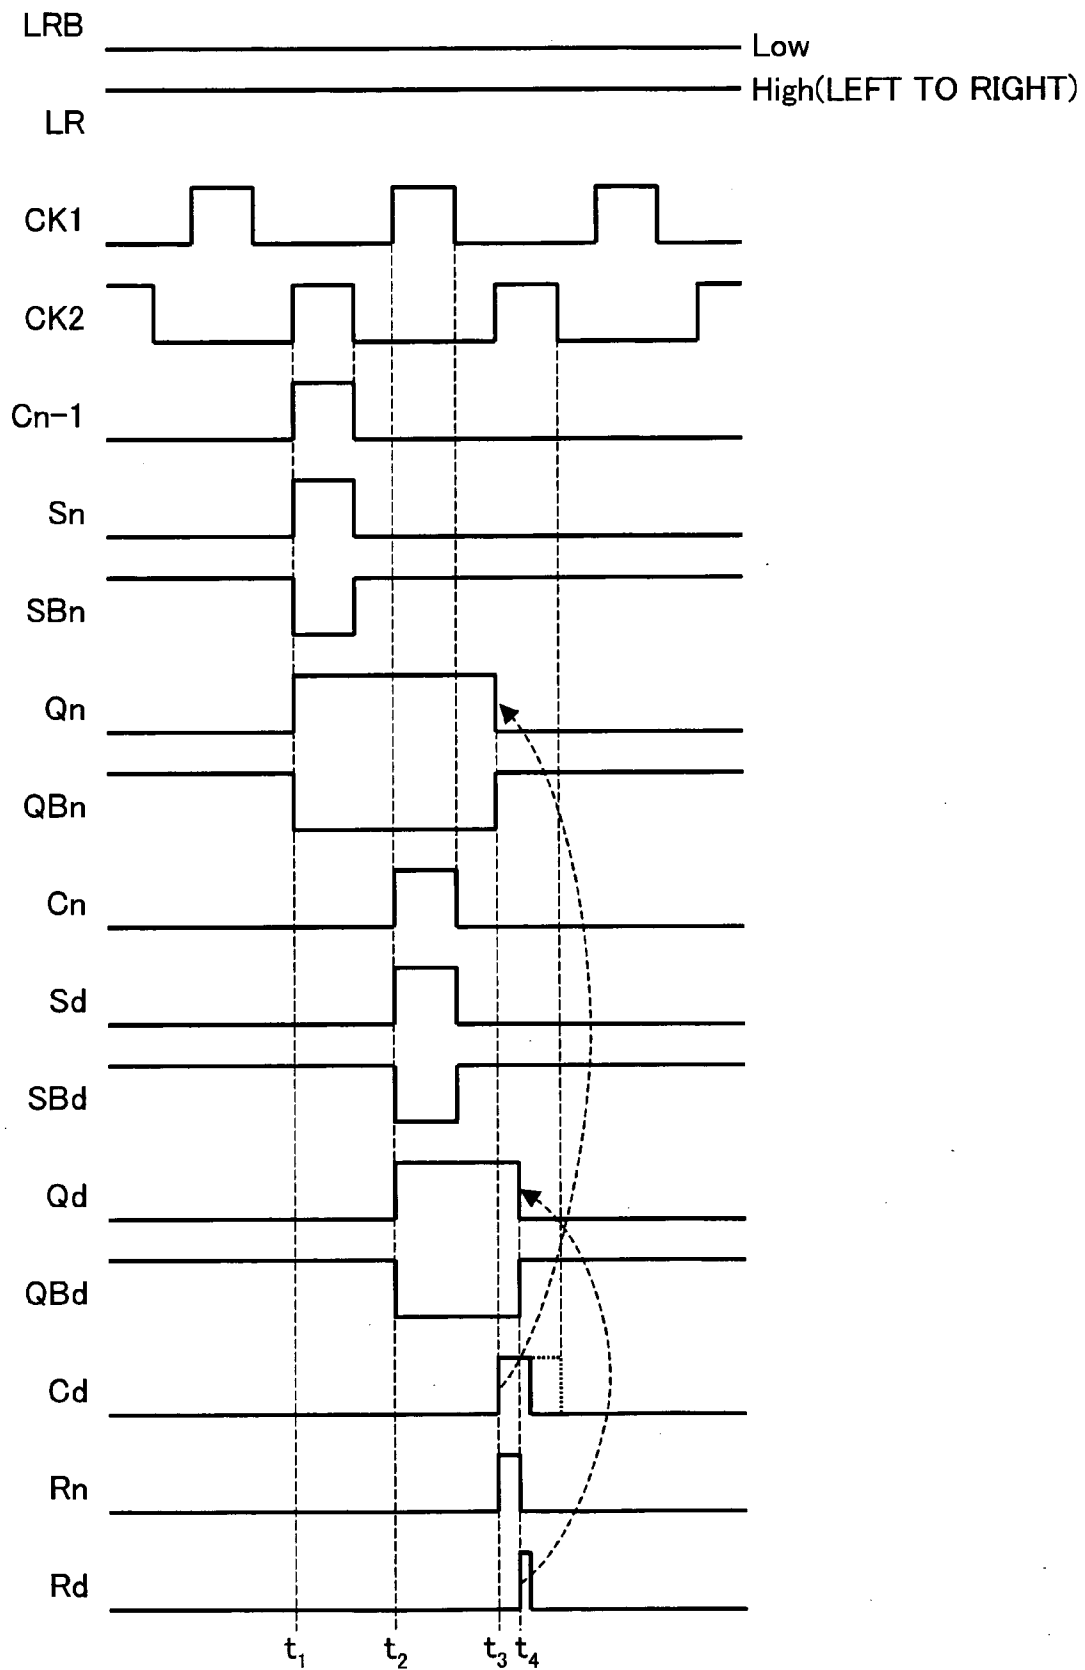 LRB
Low
High(LEFT TO RIGHT)
LR
CK1
CK2
Cn-1
Sn
SBn
Qn
QBn
Cn
Sd
SBd
Qd
QBd
Cd
Rn
Rd
t1 t2 t3 t4